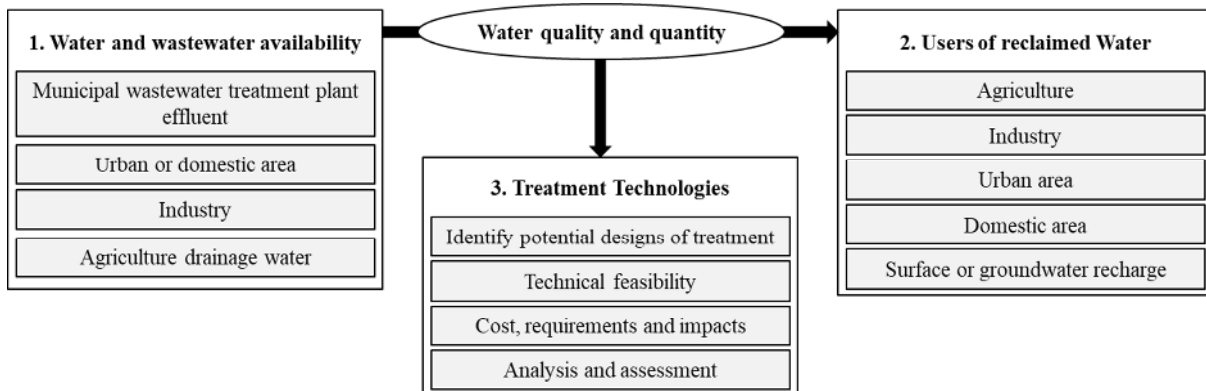 1. Water and wastewater availability
Municipal wastewater treatment plant
effluent
Urban or domestic area
Industry
Agriculture drainage water
Water quality and quantity
2. Users of reclaimed Water
Agriculture
Industry
Urban area
Domestic area
Surface or groundwater recharge
3. Treatment Technologies
Identify potential designs of treatment
Technical feasibility
Cost, requirements and impacts
Analysis and assessment